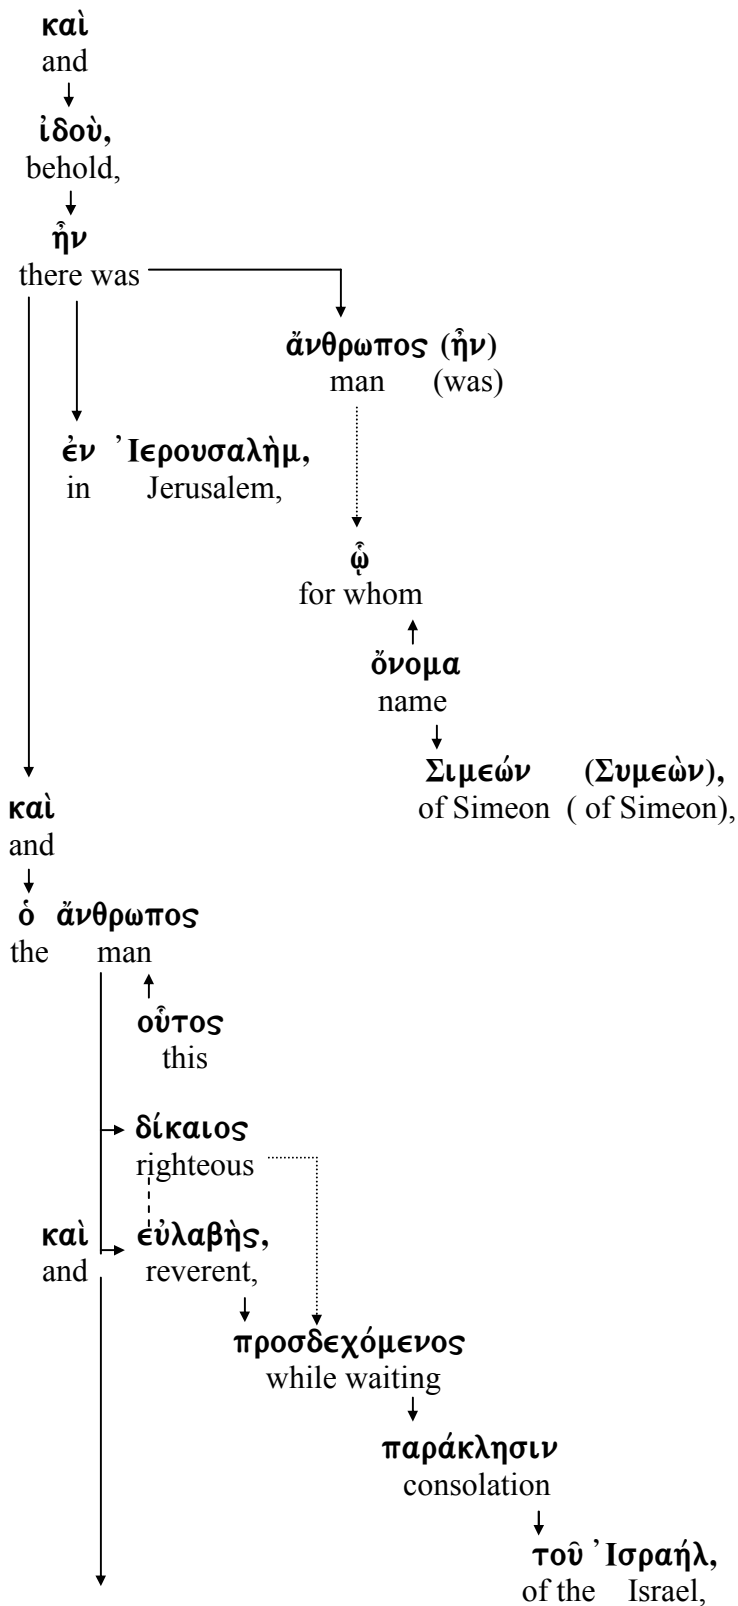 καὶ
and
ἰδοὺ,
behold,
ἦν
there was
ἄνθρωπος (ἦν)
man (was)
ἐν Ἰερουσαλὴμ,
in Jerusalem,
ᾧ
for whom
ὄνομα
name
Σιμεών (Συμεὼν),
of Simeon ( of Simeon),
καὶ
and
ὁ ἄνθρωπος
the man
οὗτος
this
δίκαιος
righteous
καὶ εὐλαβὴς,
and reverent,
προσδεχόμενος
while waiting
παράκλησιν
consolation
τοῦ Ἰσραήλ,
of the Israel,